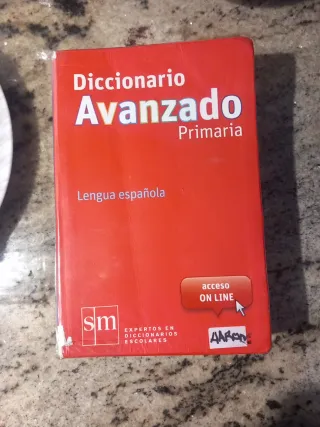 Diccionario
Avanzado
Primaria
Lengua española
acceso
ON LINE
sm
EXPERTOS EN
DICCIONARIOS
ESCOLARES